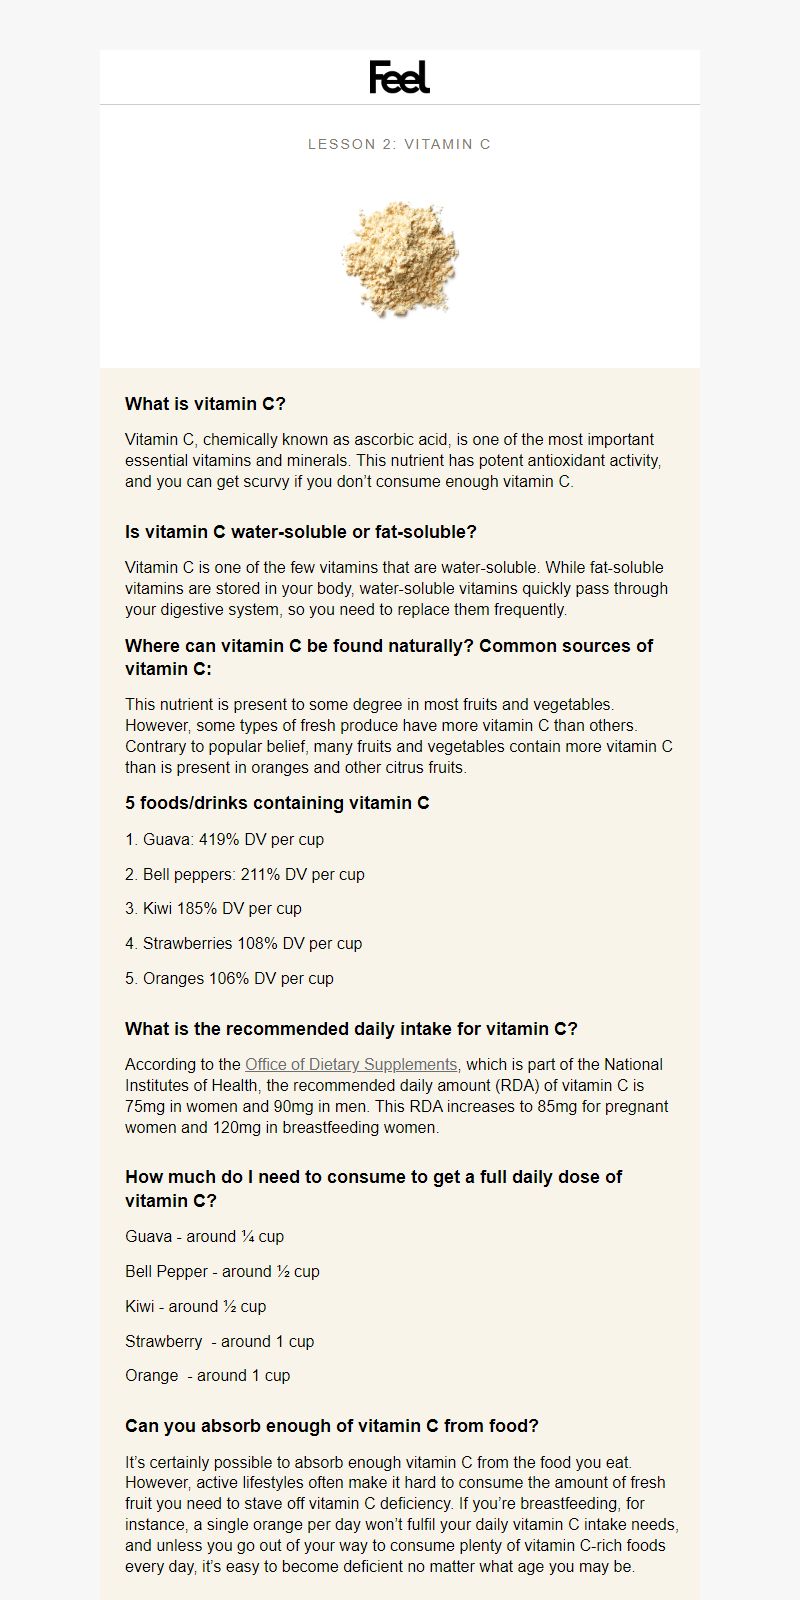 Feel
LESSON 2: VITAMIN C
What is vitamin C?
Vitamin C, chemically known as ascorbic acid, is one of the most important
essential vitamins and minerals. This nutrient has potent antioxidant activity,
and you can get scurvy if you don’t consume enough vitamin C.
Is vitamin C water-soluble or fat-soluble?
Vitamin C is one of the few vitamins that are water-soluble. While fat-soluble
vitamins are stored in your body, water-soluble vitamins quickly pass through
your digestive system, so you need to replace them frequently.
Where can vitamin C be found naturally? Common sources of
vitamin C:
This nutrient is present to some degree in most fruits and vegetables.
However, some types of fresh produce have more vitamin C than others.
Contrary to popular belief, many fruits and vegetables contain more vitamin C
than is present in oranges and other citrus fruits.
5 foods/drinks containing vitamin C
1. Guava: 419% DV per cup
2. Bell peppers: 211% DV per cup
3. Kiwi 185% DV per cup
4. Strawberries 108% DV per cup
5. Oranges 106% DV per cup
What is the recommended daily intake for vitamin C?
According to the Office of Dietary Supplements, which is part of the National
Institutes of Health, the recommended daily amount (RDA) of vitamin C is
75mg in women and 90mg in men. This RDA increases to 85mg for pregnant
women and 120mg in breastfeeding women.
How much do I need to consume to get a full daily dose of
vitamin C?
Guava - around ¼ cup
Bell Pepper - around ½ cup
Kiwi - around ½ cup
Strawberry  - around 1 cup
Orange  - around 1 cup
Can you absorb enough of vitamin C from food?
It’s certainly possible to absorb enough vitamin C from the food you eat.
However, active lifestyles often make it hard to consume the amount of fresh
fruit you need to stave off vitamin C deficiency. If you’re breastfeeding, for
instance, a single orange per day won’t fulfil your daily vitamin C intake needs,
and unless you go out of your way to consume plenty of vitamin C-rich foods
every day, it’s easy to become deficient no matter what age you may be.